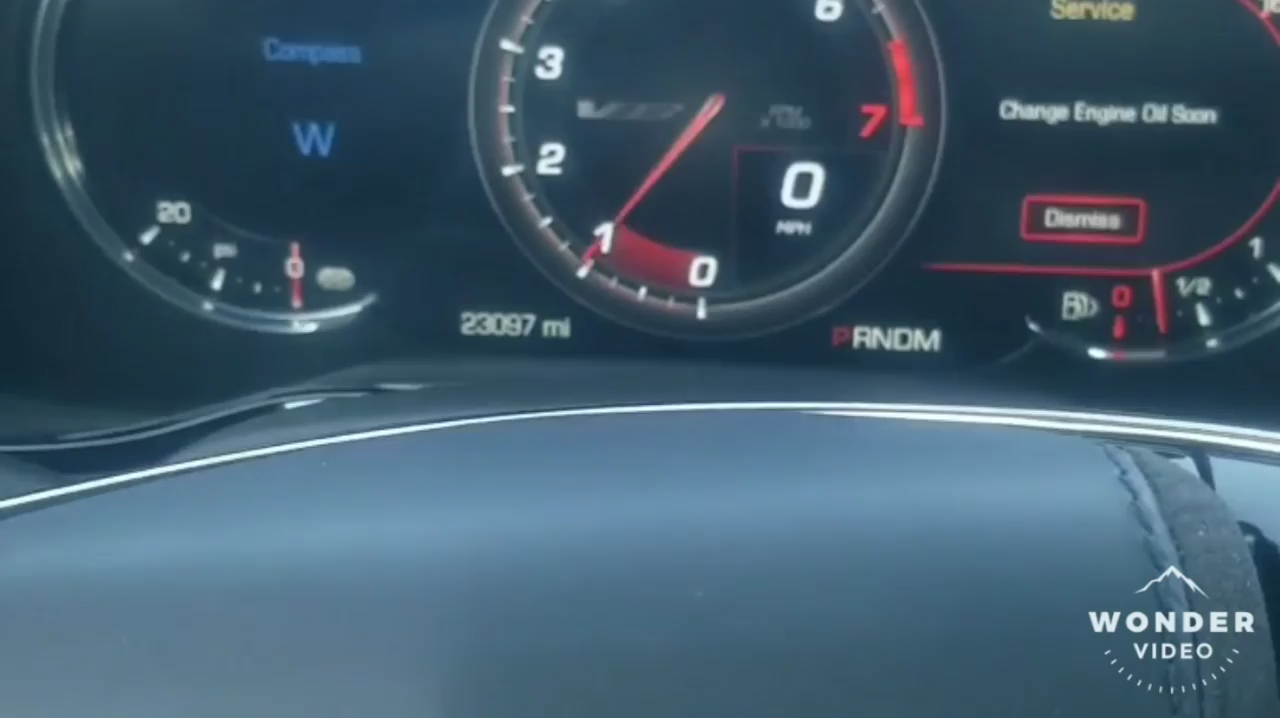 Compass
W
20
0
3
2
1
0
6
7
0
MPH
23097 mi
PRNDM
Service
Change Engine Oil Soon
Dismiss
0
1/2
1
WONDER
VIDEO